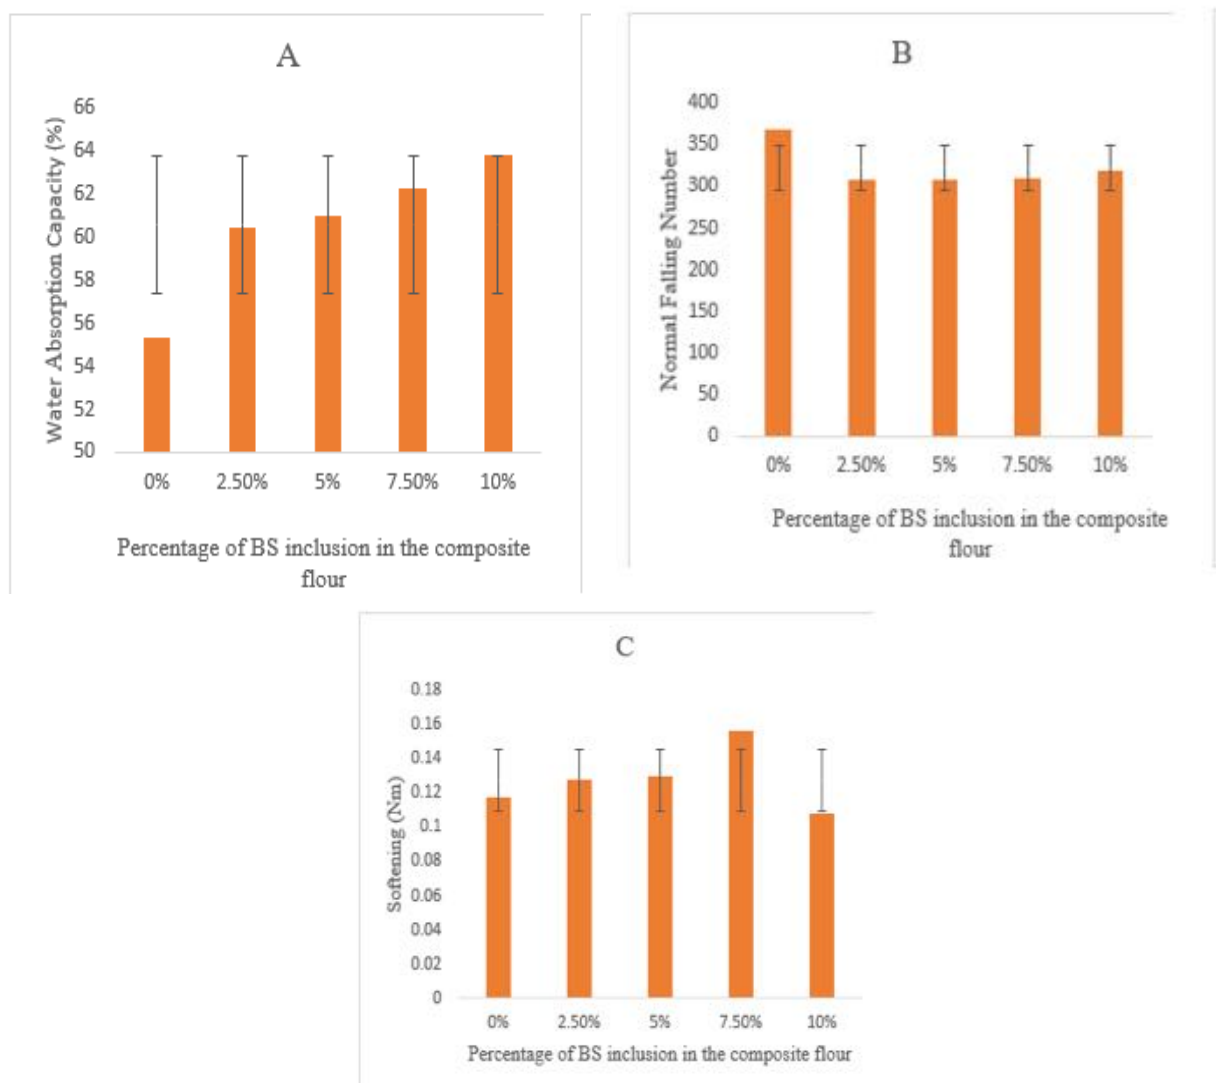 A
Water Absorption Capacity (%)
66
64
62
60
58
56
54
52
50
0% 2.50% 5% 7.50% 10%
Percentage of BS inclusion in the composite
flour
B
Normal Falling Number
400
350
300
250
200
150
100
50
0
0% 2.50% 5% 7.50% 10%
Percentage of BS inclusion in the composite
flour
C
Softening (Nm)
0.18
0.16
0.14
0.12
0.1
0.08
0.06
0.04
0.02
0
0% 2.50% 5% 7.50% 10%
Percentage of BS inclusion in the composite flour